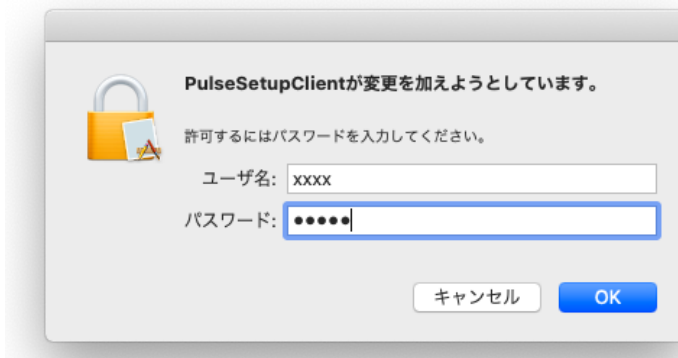 PulseSetupClientが変更を加えようとしています。
許可するにはパスワードを入力してください。
ユーザ名: xxxx
パスワード: •••••
キャンセル OK